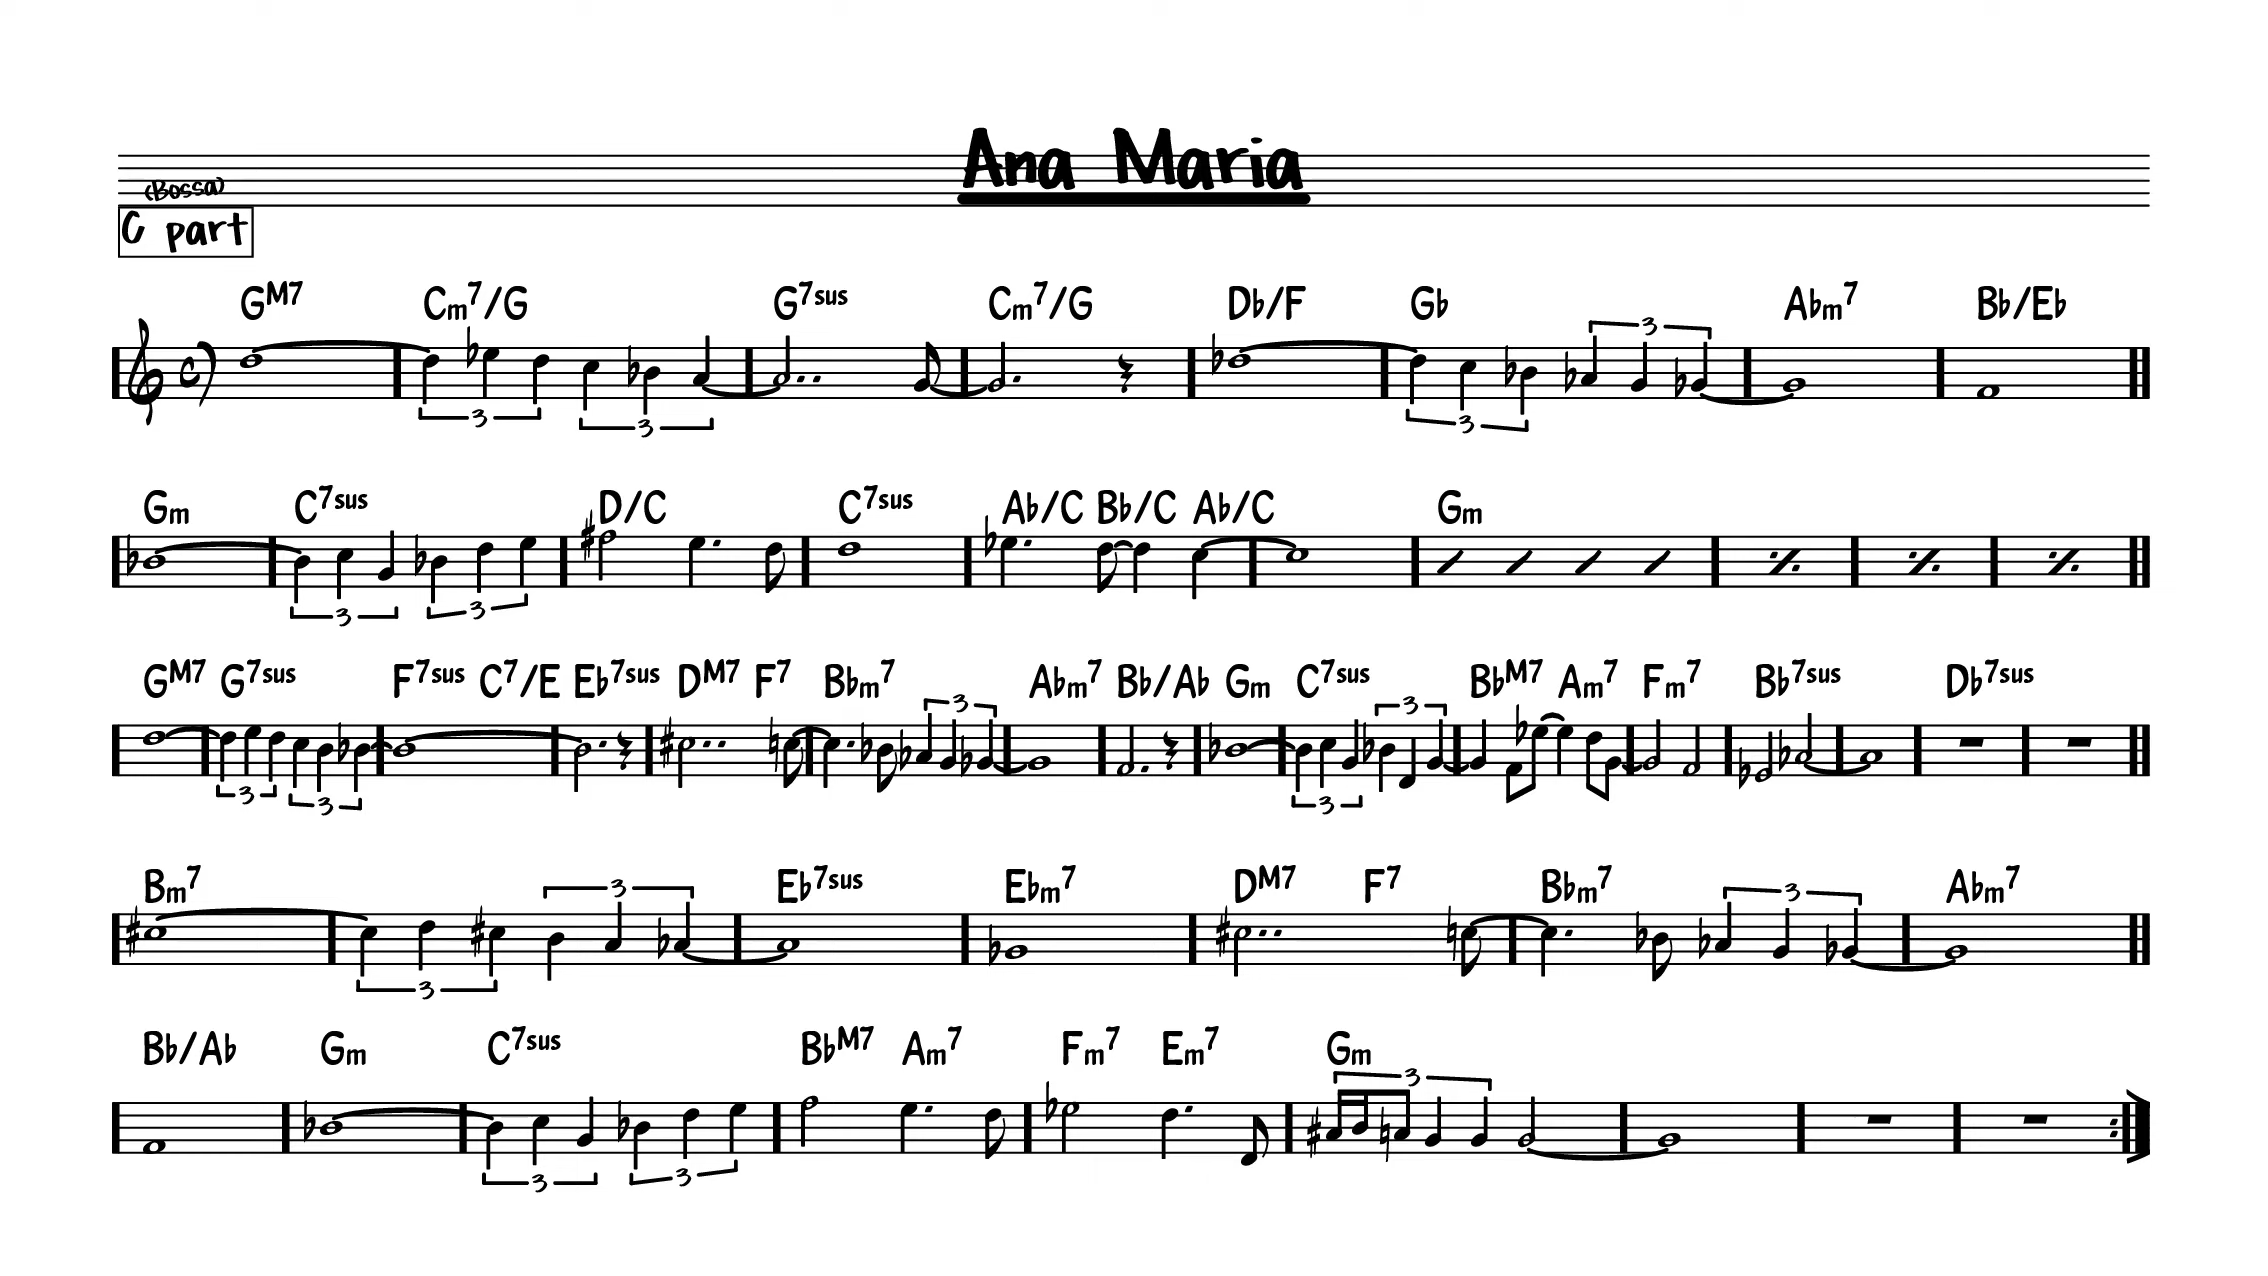 Ana Maria
(Bossa)
C part
GM7 Cm7/G G7sus Cm7/G Db/F Gb Abm7 Bb/Eb
3 3 3 3
Gm C7sus D/C C7sus Ab/C Bb/C Ab/C Gm
3 3
GM7 G7sus F7sus C7/E Eb7sus DM7 F7 Bbm7 Abm7 Bb/Ab Gm C7sus BbM7 Am7 Fm7 Bb7sus Db7sus
3 3 3 3 3
Bm7 Eb7sus Ebm7 DM7 F7 Bbm7 Abm7
3 3 3
Bb/Ab Gm C7sus BbM7 Am7 Fm7 Em7 Gm
3 3 3